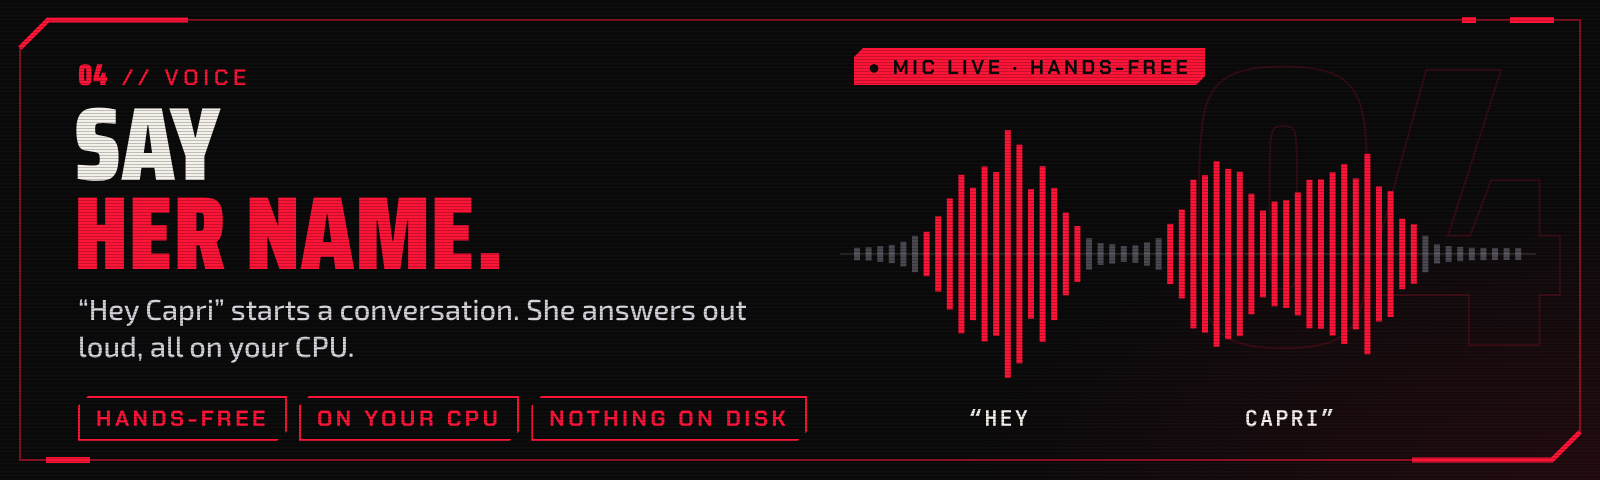 04 // VOICE
SAY
HER NAME.
“Hey Capri” starts a conversation. She answers out
loud, all on your CPU.
HANDS-FREE
ON YOUR CPU
NOTHING ON DISK
● MIC LIVE · HANDS-FREE
04
“HEY
CAPRI”